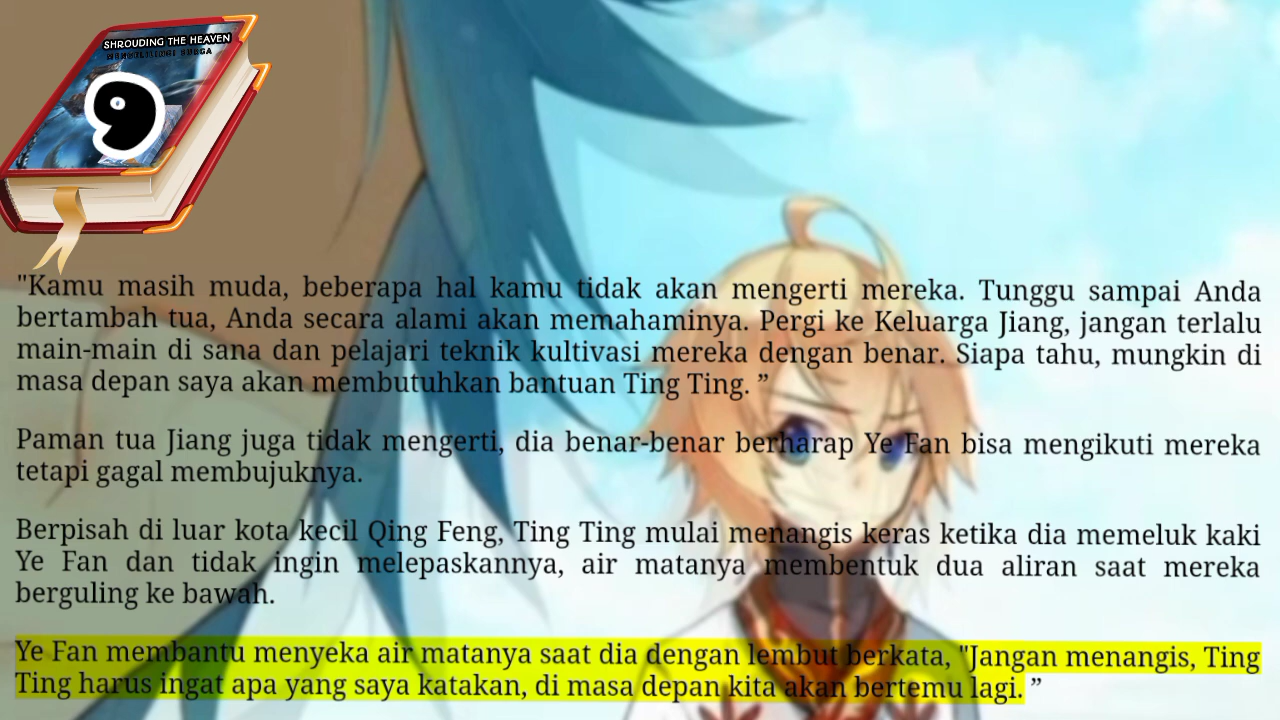 SHROUDING THE HEAVEN
9
"Kamu masih muda, beberapa hal kamu tidak akan mengerti mereka. Tunggu sampai Anda
bertambah tua, Anda secara alami akan memahaminya. Pergi ke Keluarga Jiang, jangan terlalu
main-main di sana dan pelajari teknik kultivasi mereka dengan benar. Siapa tahu, mungkin di
masa depan saya akan membutuhkan bantuan Ting Ting. ”
Paman tua Jiang juga tidak mengerti, dia benar-benar berharap Ye Fan bisa mengikuti mereka
tetapi gagal membujuknya.
Berpisah di luar kota kecil Qing Feng, Ting Ting mulai menangis keras ketika dia memeluk kaki
Ye Fan dan tidak ingin melepaskannya, air matanya membentuk dua aliran saat mereka
berguling ke bawah.
Ye Fan membantu menyeka air matanya saat dia dengan lembut berkata, "Jangan menangis, Ting
Ting harus ingat apa yang saya katakan, di masa depan kita akan bertemu lagi. ”